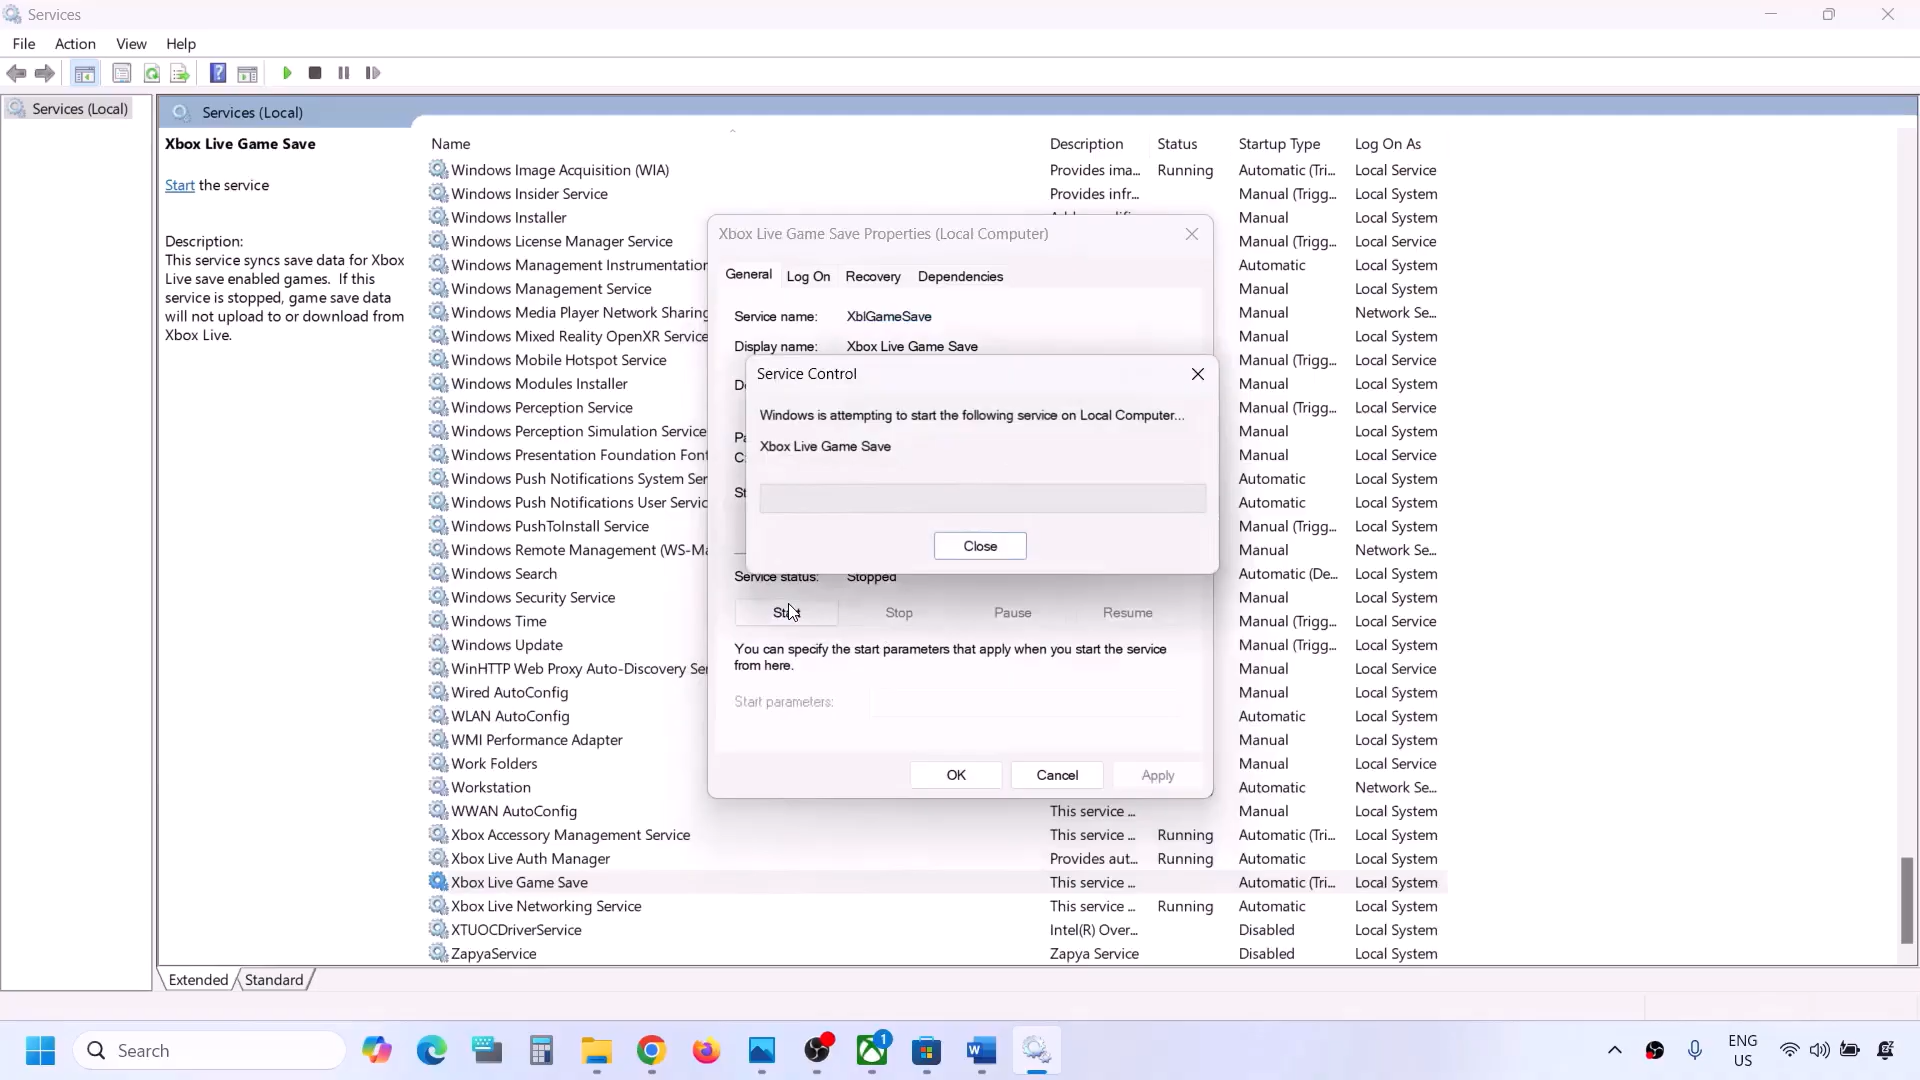 Services
File Action View Help
Services (Local)
Services (Local)
Xbox Live Game Save
Start the service
Description:
This service syncs save data for Xbox
Live save enabled games. If this
service is stopped, game save data
will not upload to or download from
Xbox Live.
Name Description Status Startup Type Log On As
Windows Image Acquisition (WIA) Provides ima... Running Automatic (Tri... Local Service
Windows Insider Service Provides infr... Manual (Trigg... Local System
Windows Installer Manual Local System
Windows License Manager Service Manual (Trigg... Local Service
Windows Management Instrumentation Automatic Local System
Windows Management Service Manual Local System
Windows Media Player Network Sharing Manual Network Se...
Windows Mixed Reality OpenXR Service Manual Local System
Windows Mobile Hotspot Service Manual (Trigg... Local Service
Windows Modules Installer Manual Local System
Windows Perception Service Manual (Trigg... Local Service
Windows Perception Simulation Service Manual Local System
Windows Presentation Foundation Font Manual Local Service
Windows Push Notifications System Ser Automatic Local System
Windows Push Notifications User Servic Automatic Local System
Windows PushToInstall Service Manual (Trigg... Local System
Windows Remote Management (WS-Ma Manual Network Se...
Windows Search Automatic (De... Local System
Windows Security Service Manual Local System
Windows Time Manual (Trigg... Local Service
Windows Update Manual (Trigg... Local System
WinHTTP Web Proxy Auto-Discovery Ser Manual Local Service
Wired AutoConfig Manual Local System
WLAN AutoConfig Automatic Local System
WMI Performance Adapter Manual Local System
Work Folders Manual Local Service
Workstation Automatic Network Se...
WWAN AutoConfig This service ... Manual Local System
Xbox Accessory Management Service This service ... Running Automatic (Tri... Local System
Xbox Live Auth Manager Provides aut... Running Automatic Local System
Xbox Live Game Save This service ... Automatic (Tri... Local System
Xbox Live Networking Service This service ... Running Automatic Local System
XTUOCDriverService Intel(R) Over... Disabled Local System
ZapyaService Zapya Service Disabled Local System
Xbox Live Game Save Properties (Local Computer)
General Log On Recovery Dependencies
Service name: XblGameSave
Display name: Xbox Live Game Save
Service Control
Windows is attempting to start the following service on Local Computer...
Xbox Live Game Save
Close
Service status: Stopped
Start Stop Pause Resume
You can specify the start parameters that apply when you start the service
from here.
Start parameters:
OK Cancel Apply
Extended Standard
Search
1
ENG
US